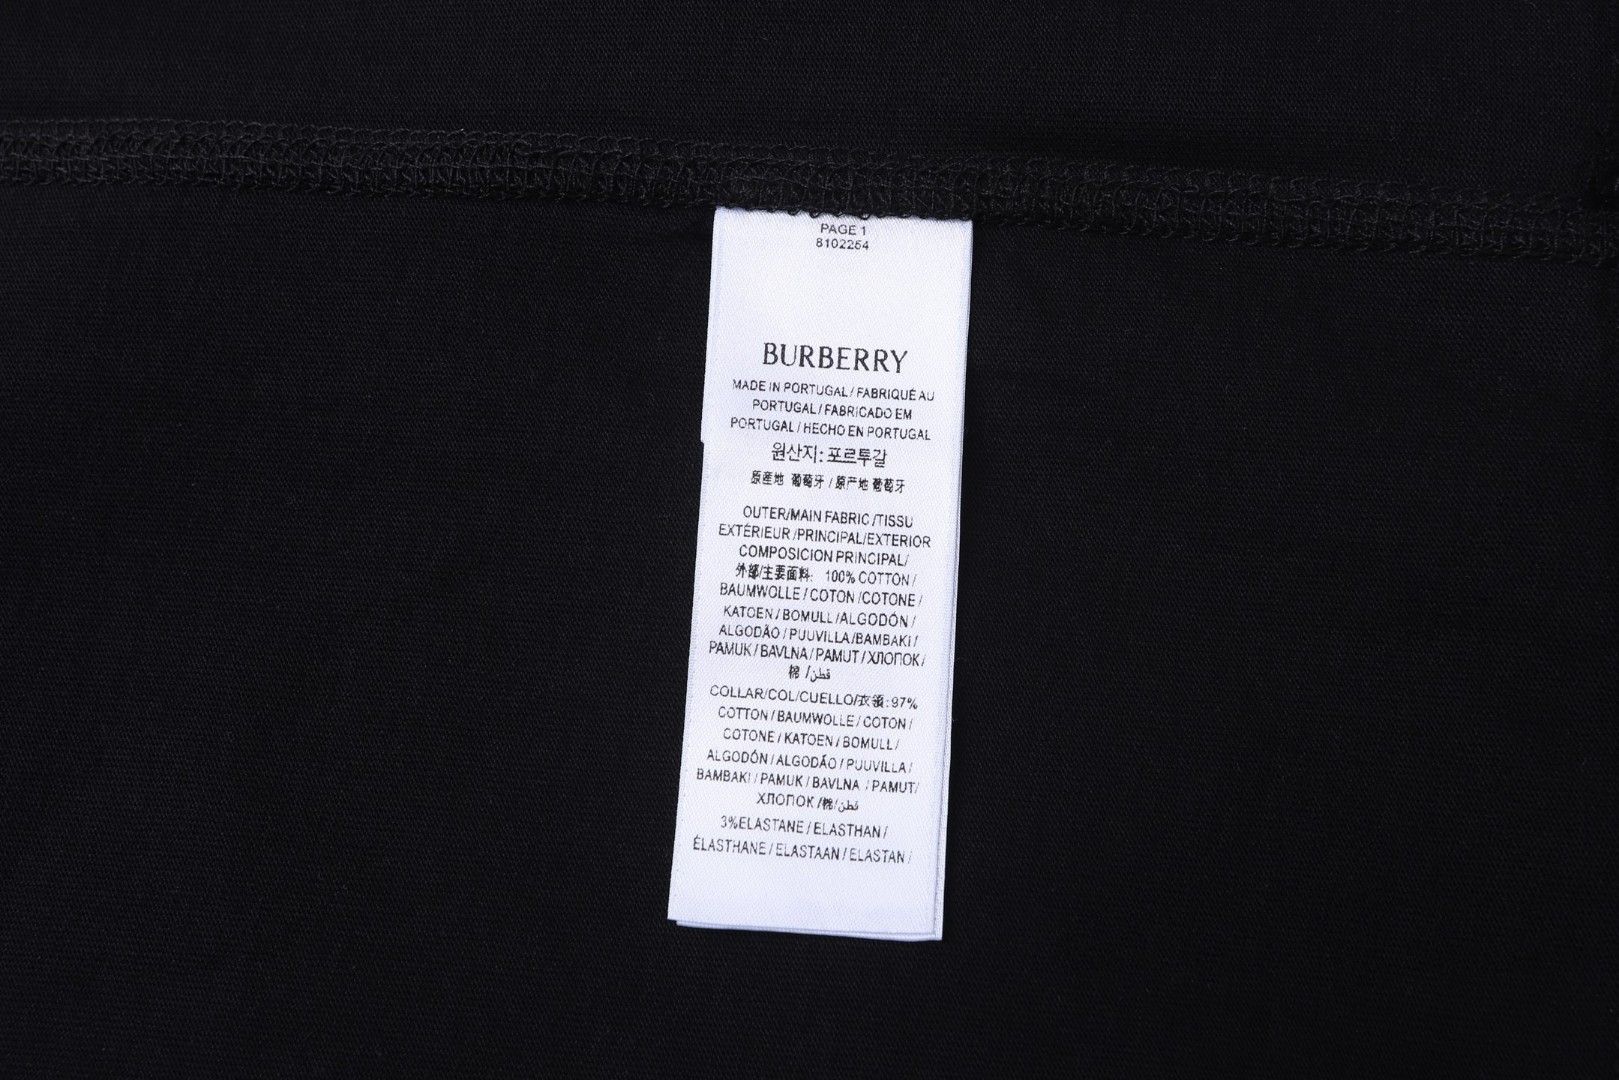 PAGE 1
8102254
BURBERRY
MADE IN PORTUGAL / FABRIQUÉ AU
PORTUGAL / FABRICADO EM
PORTUGAL / HECHO EN PORTUGAL
원산지: 포르투갈
原産地 葡萄牙 / 原产地 葡萄牙
OUTER/MAIN FABRIC /TISSU
EXTÉRIEUR /PRINCIPAL/EXTERIOR
COMPOSICION PRINCIPAL/
外部/主要面料: 100% COTTON /
BAUMWOLLE / COTON /COTONE /
KATOEN / BOMULL /ALGODÓN /
ALGODÃO / PUUVILLA /BAMBAKI /
PAMUK / BAVLNA / PAMUT / ХЛОПОК /
棉 /قطن
COLLAR/COL/CUELLO/衣領: 97%
COTTON / BAUMWOLLE / COTON /
COTONE / KATOEN / BOMULL /
ALGODÓN / ALGODÃO / PUUVILLA /
BAMBAKI / PAMUK / BAVLNA / PAMUT/
ХЛОПОК /棉/قطن
3%ELASTANE / ELASTHAN /
ÉLASTHANE / ELASTAAN / ELASTAN /